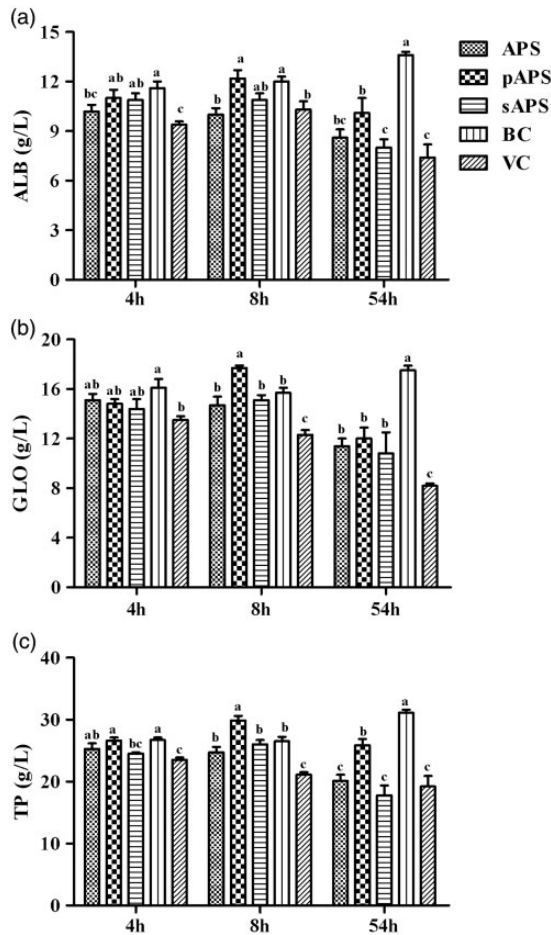 (a)
15
12
9
6
3
0
ALB (g/L)
bc ab ab a c
b a ab a b
bc b c a c
4h 8h 54h
APS
pAPS
sAPS
BC
VC
(b)
20
16
12
8
4
0
GLO (g/L)
ab ab ab a b
b a b b c
b b b a c
4h 8h 54h
(c)
40
30
20
10
0
TP (g/L)
ab a bc a c
b a b b c
c b c a c
4h 8h 54h